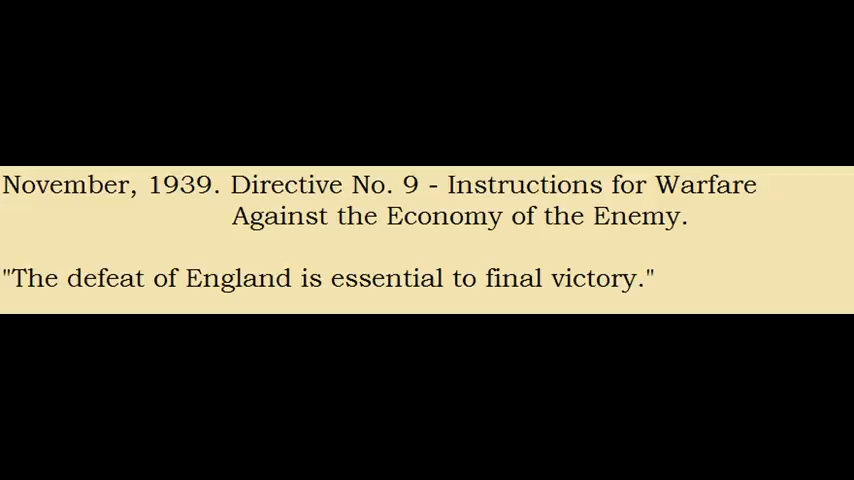 November, 1939. Directive No. 9 - Instructions for Warfare
Against the Economy of the Enemy.
"The defeat of England is essential to final victory."